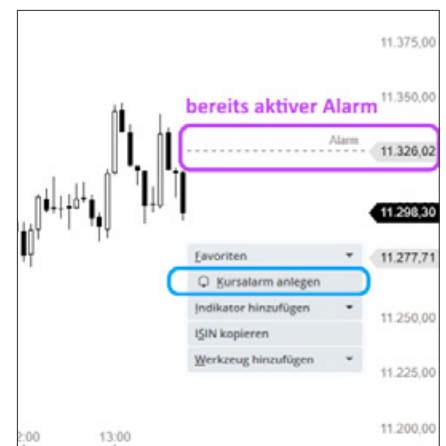 11.375,00
11.350,00
bereits aktiver Alarm
Alarm
11.326,02
11.298,30
Favoriten
11.277,71
Kursalarm anlegen
Indikator hinzufügen
11.250,00
ISIN kopieren
Werkzeug hinzufügen
11.225,00
11.200,00
2:00 13:00